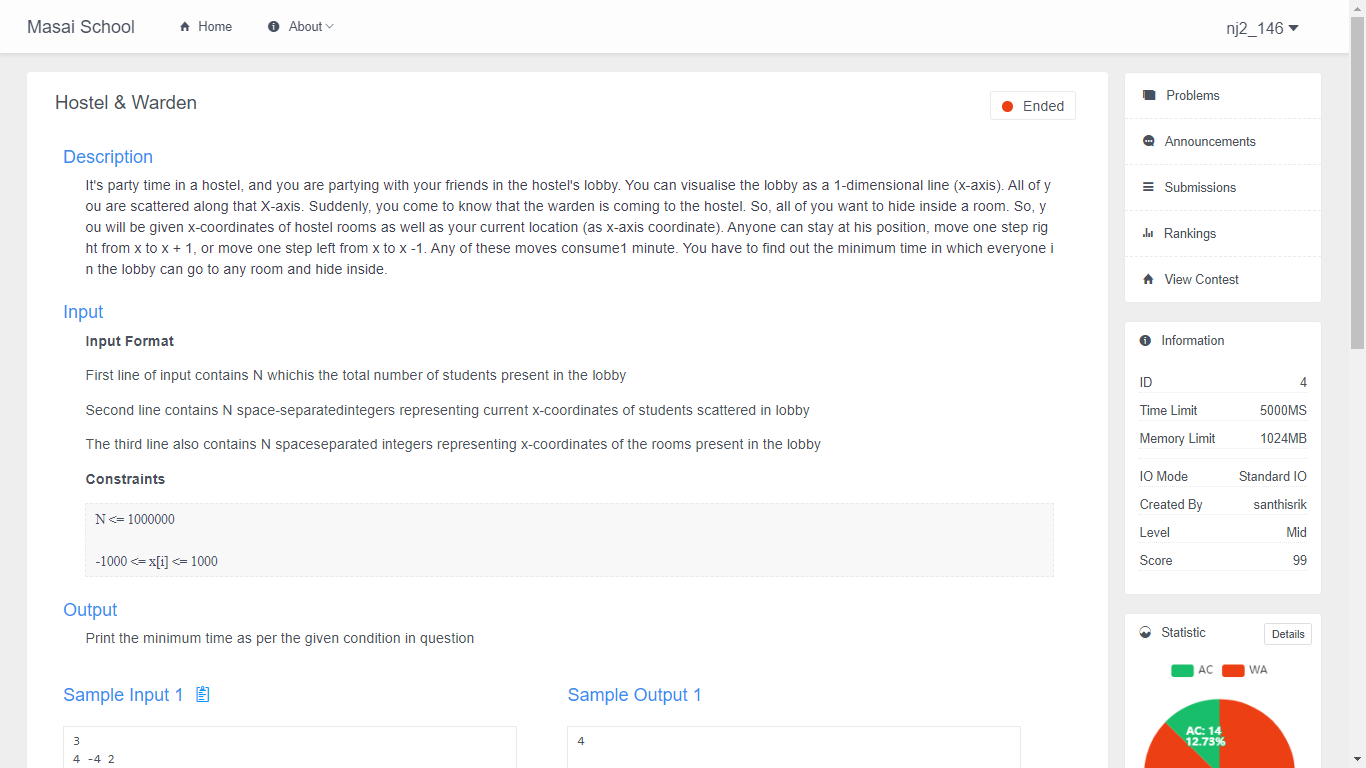 Masai School
Home
About
nj2_146
Hostel & Warden
Ended
Description
It's party time in a hostel, and you are partying with your friends in the hostel's lobby. You can visualise the lobby as a 1-dimensional line (x-axis). All of y
ou are scattered along that X-axis. Suddenly, you come to know that the warden is coming to the hostel. So, all of you want to hide inside a room. So, y
ou will be given x-coordinates of hostel rooms as well as your current location (as x-axis coordinate). Anyone can stay at his position, move one step rig
ht from x to x + 1, or move one step left from x to x -1. Any of these moves consume1 minute. You have to find out the minimum time in which everyone i
n the lobby can go to any room and hide inside.
Input
Input Format
First line of input contains N whichis the total number of students present in the lobby
Second line contains N space-separatedintegers representing current x-coordinates of students scattered in lobby
The third line also contains N spaceseparated integers representing x-coordinates of the rooms present in the lobby
Constraints
N <= 1000000
-1000 <= x[i] <= 1000
Output
Print the minimum time as per the given condition in question
Sample Input 1
3
4 -4 2
Sample Output 1
4
Problems
Announcements
Submissions
Rankings
View Contest
Information
ID 4
Time Limit 5000MS
Memory Limit 1024MB
IO Mode Standard IO
Created By santhisrik
Level Mid
Score 99
Statistic Details
AC WA
AC: 14
12.73%